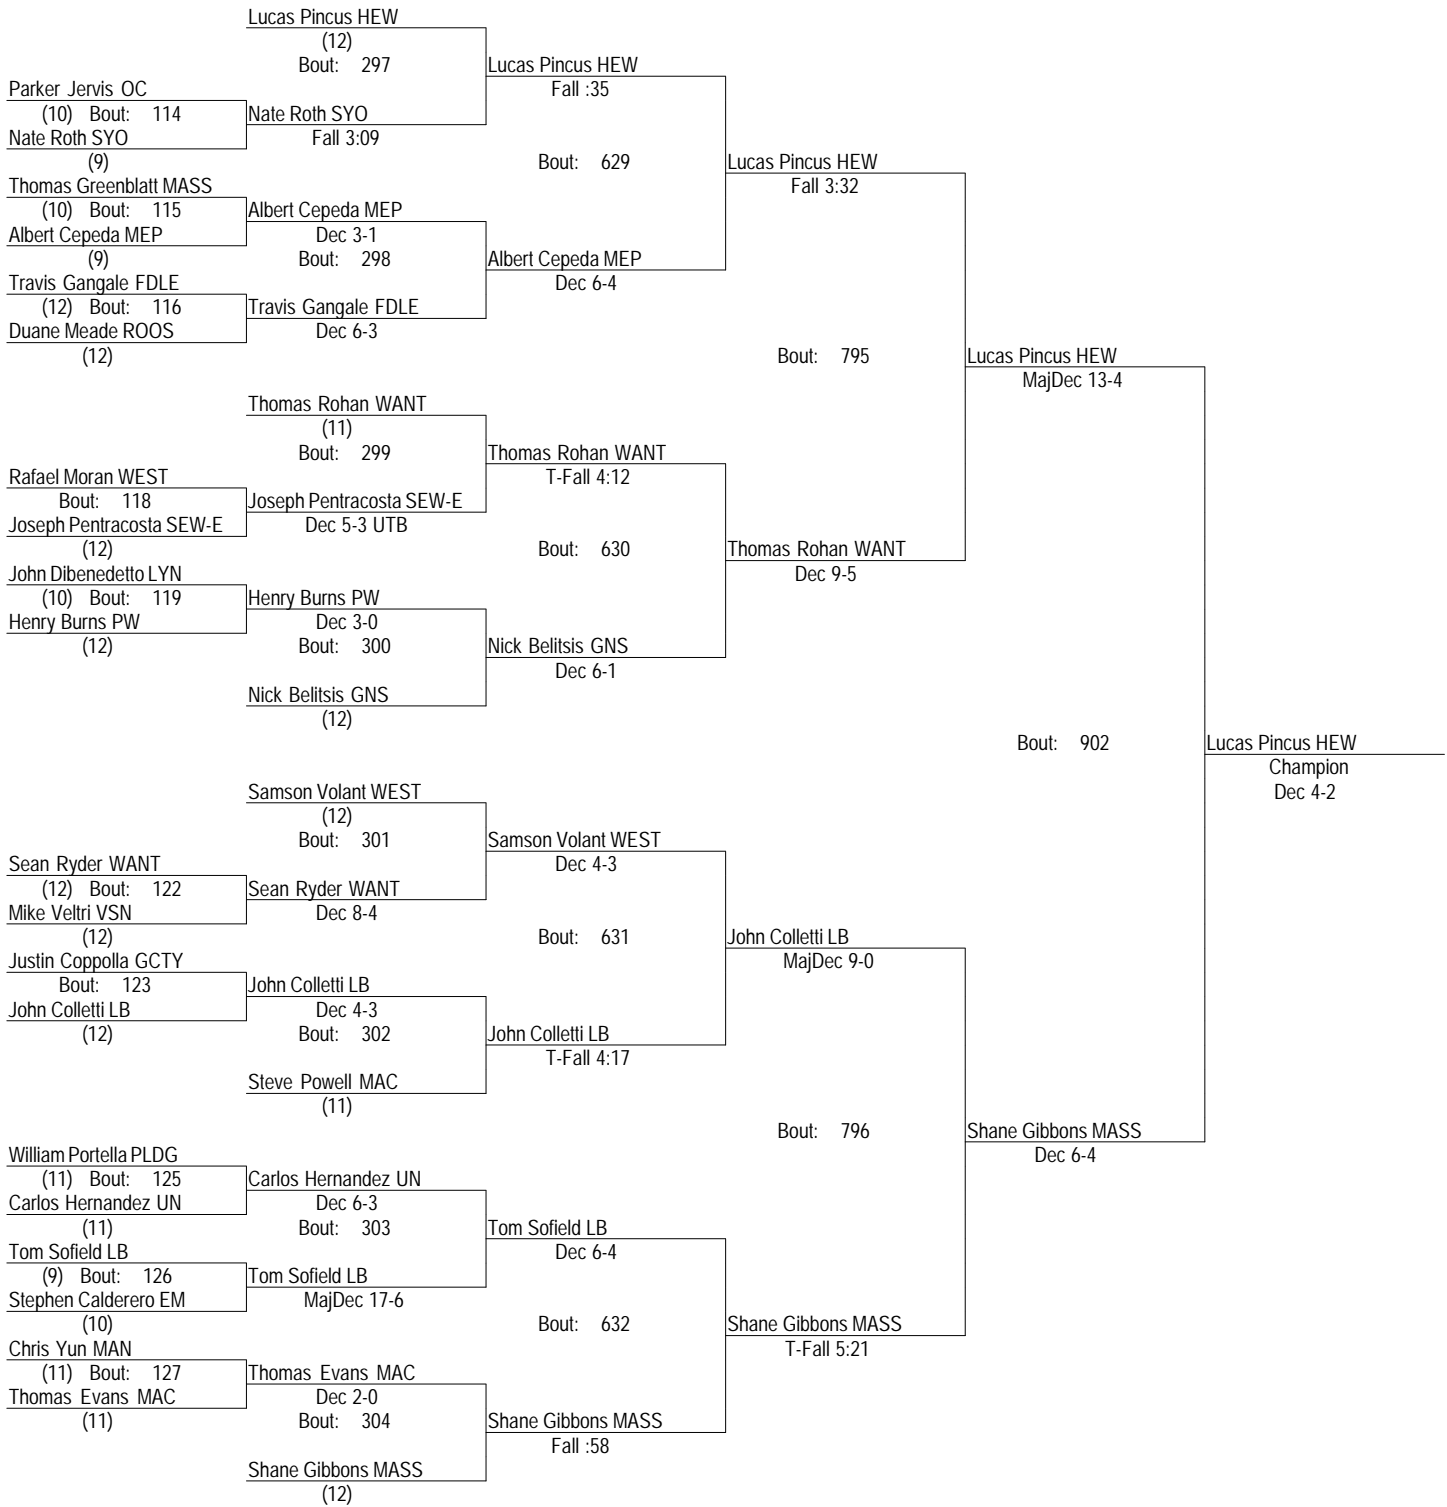 Lucas Pincus HEW
(12)
Bout: 297
Lucas Pincus HEW
Fall :35
Parker Jervis OC
(10) Bout: 114
Nate Roth SYO
Nate Roth SYO
Fall 3:09
(9)
Bout: 629
Lucas Pincus HEW
Fall 3:32
Thomas Greenblatt MASS
(10) Bout: 115
Albert Cepeda MEP
Albert Cepeda MEP
Dec 3-1
(9)
Bout: 298
Albert Cepeda MEP
Dec 6-4
Travis Gangale FDLE
(12) Bout: 116
Travis Gangale FDLE
Duane Meade ROOS
Dec 6-3
(12)
Bout: 795
Lucas Pincus HEW
MajDec 13-4
Thomas Rohan WANT
(11)
Bout: 299
Thomas Rohan WANT
T-Fall 4:12
Rafael Moran WEST
Bout: 118
Joseph Pentracosta SEW-E
Joseph Pentracosta SEW-E
Dec 5-3 UTB
(12)
Bout: 630
Thomas Rohan WANT
Dec 9-5
John Dibenedetto LYN
(10) Bout: 119
Henry Burns PW
Henry Burns PW
Dec 3-0
(12)
Bout: 300
Nick Belitsis GNS
Dec 6-1
Nick Belitsis GNS
(12)
Bout: 902
Lucas Pincus HEW
Champion
Dec 4-2
Samson Volant WEST
(12)
Bout: 301
Samson Volant WEST
Dec 4-3
Sean Ryder WANT
(12) Bout: 122
Sean Ryder WANT
Mike Veltri VSN
Dec 8-4
(12)
Bout: 631
John Colletti LB
MajDec 9-0
Justin Coppolla GCTY
Bout: 123
John Colletti LB
John Colletti LB
Dec 4-3
(12)
Bout: 302
John Colletti LB
T-Fall 4:17
Steve Powell MAC
(11)
Bout: 796
Shane Gibbons MASS
Dec 6-4
William Portella PLDG
(11) Bout: 125
Carlos Hernandez UN
Carlos Hernandez UN
Dec 6-3
(11)
Bout: 303
Tom Sofield LB
Dec 6-4
Tom Sofield LB
(9) Bout: 126
Tom Sofield LB
Stephen Calderero EM
MajDec 17-6
(10)
Bout: 632
Shane Gibbons MASS
T-Fall 5:21
Chris Yun MAN
(11) Bout: 127
Thomas Evans MAC
Thomas Evans MAC
Dec 2-0
(11)
Bout: 304
Shane Gibbons MASS
Fall :58
Shane Gibbons MASS
(12)